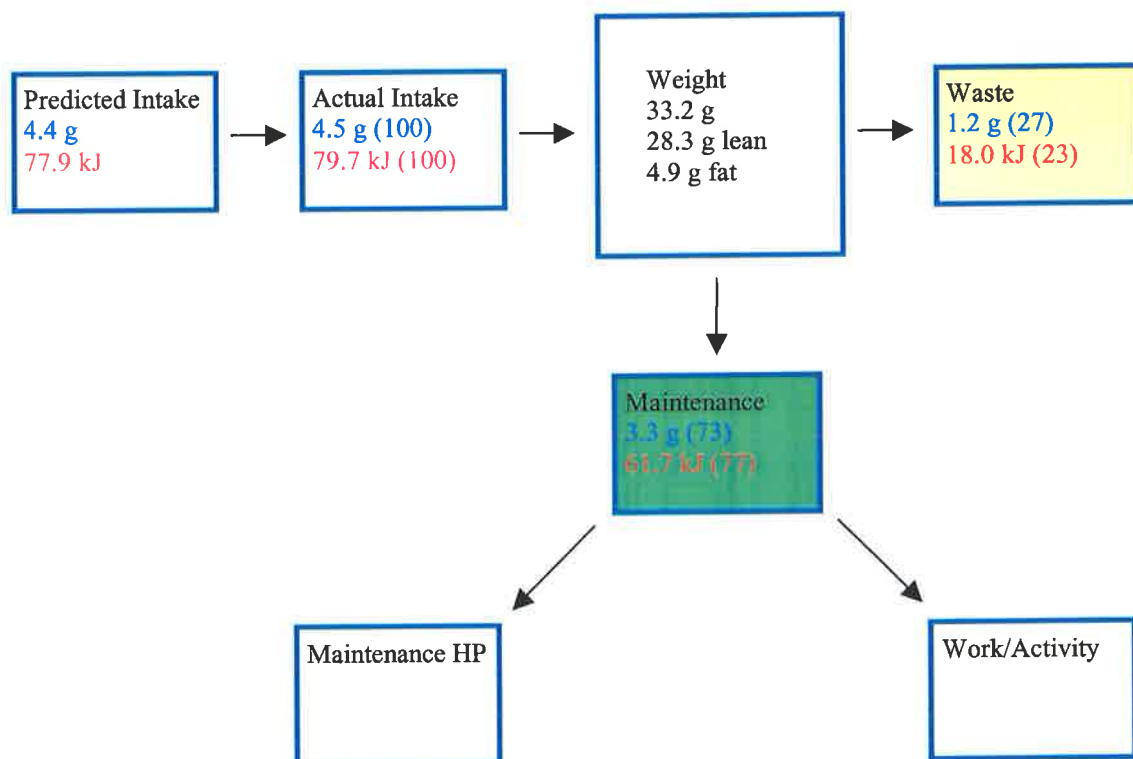 Predicted Intake
4.4 g
77.9 kJ
Actual Intake
4.5 g (100)
79.7 kJ (100)
Weight
33.2 g
28.3 g lean
4.9 g fat
Waste
1.2 g (27)
18.0 kJ (23)
Maintenance
3.3 g (73)
61.7 kJ (77)
Maintenance HP
Work/Activity